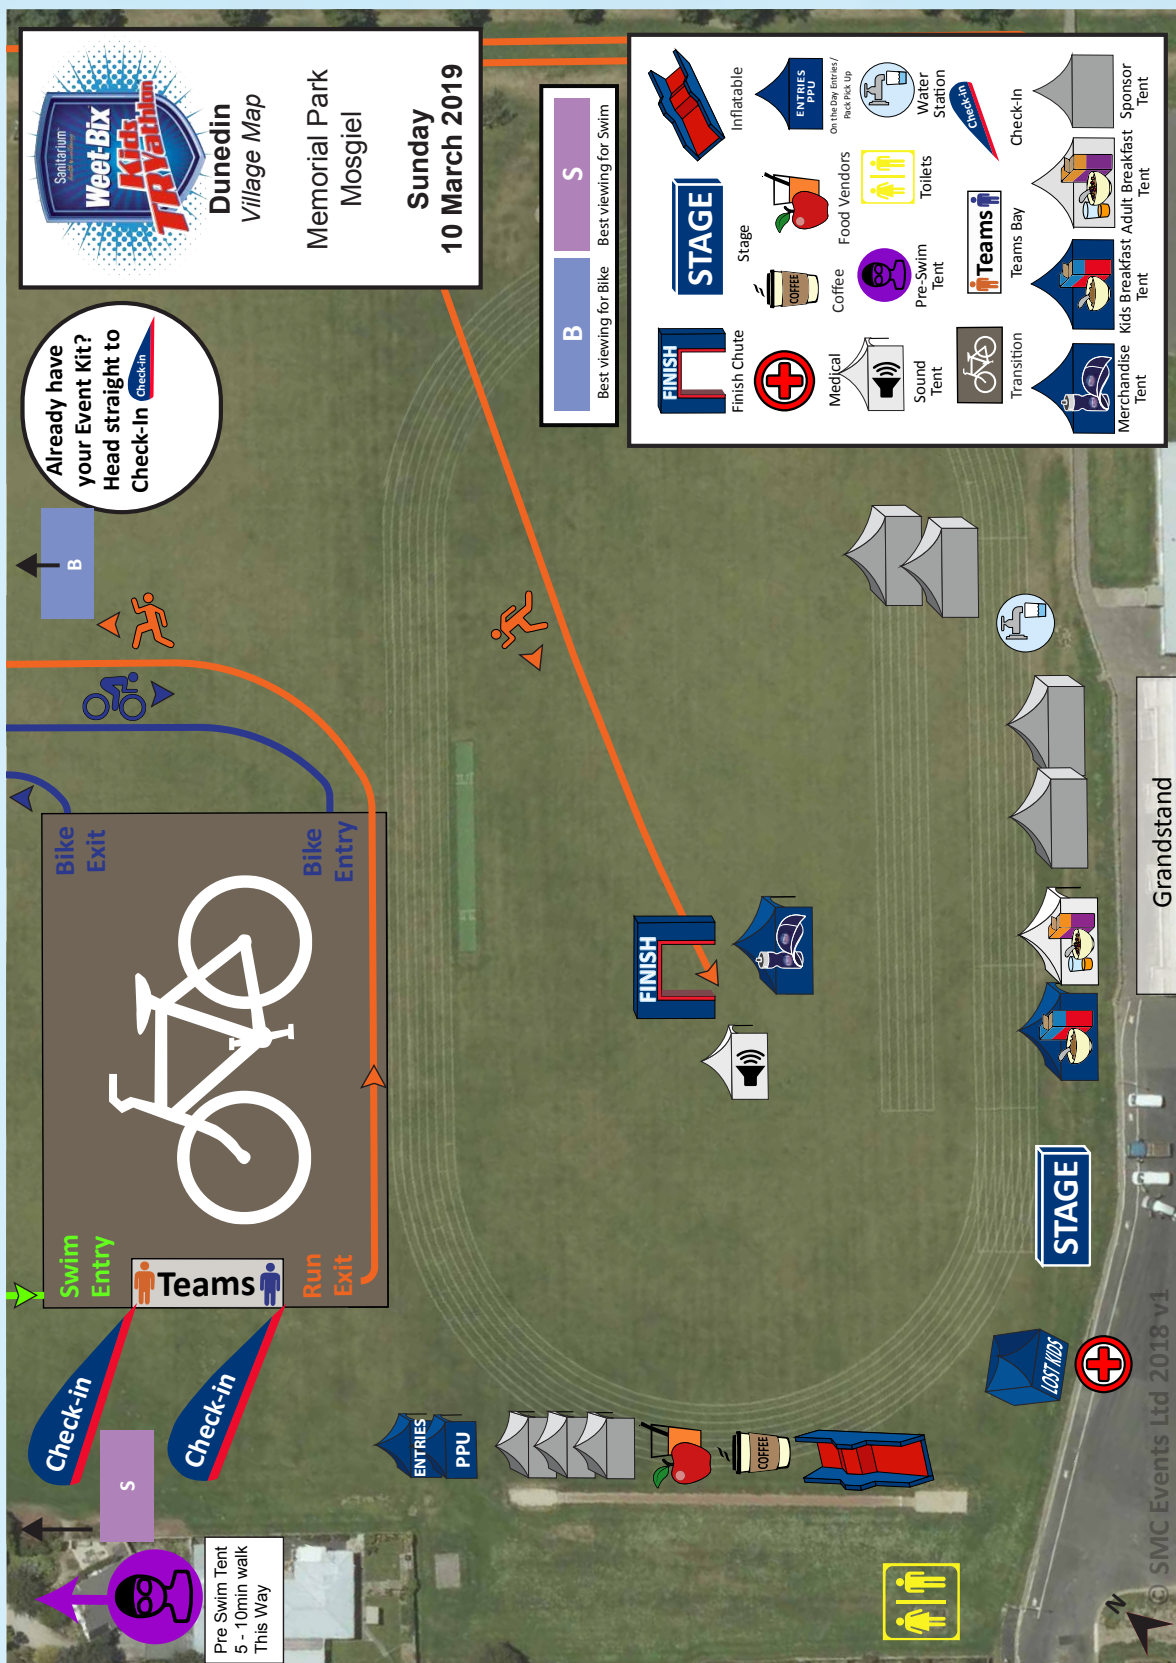 Sanitarium
Weet-Bix
Kids
TRYathlon
Dunedin
Village Map
Memorial Park
Mosgiel
Sunday
10 March 2019
Already have
your Event Kit?
Head straight to
Check-In Check-in
B
S
Best viewing for Bike
Best viewing for Swim
FINISH
Finish Chute
STAGE
Stage
Inflatable
Medical
COFFEE
Coffee
Food Vendors
ENTRIES
PPU
On the Day Entries /
Pack Pick Up
Sound
Tent
Pre-Swim
Tent
Toilets
Water
Station
Transition
Teams
Teams Bay
Check-in
Check-In
Merchandise
Tent
Kids Breakfast
Tent
Adult Breakfast
Tent
Sponsor
Tent
B
S
Pre Swim Tent
5 - 10min walk
This Way
Check-in
Check-in
Swim
Entry
Teams
Run
Exit
Bike
Exit
Bike
Entry
ENTRIES
PPU
COFFEE
FINISH
LOST KIDS
STAGE
Grandstand
N
© SMC Events Ltd 2018 v1